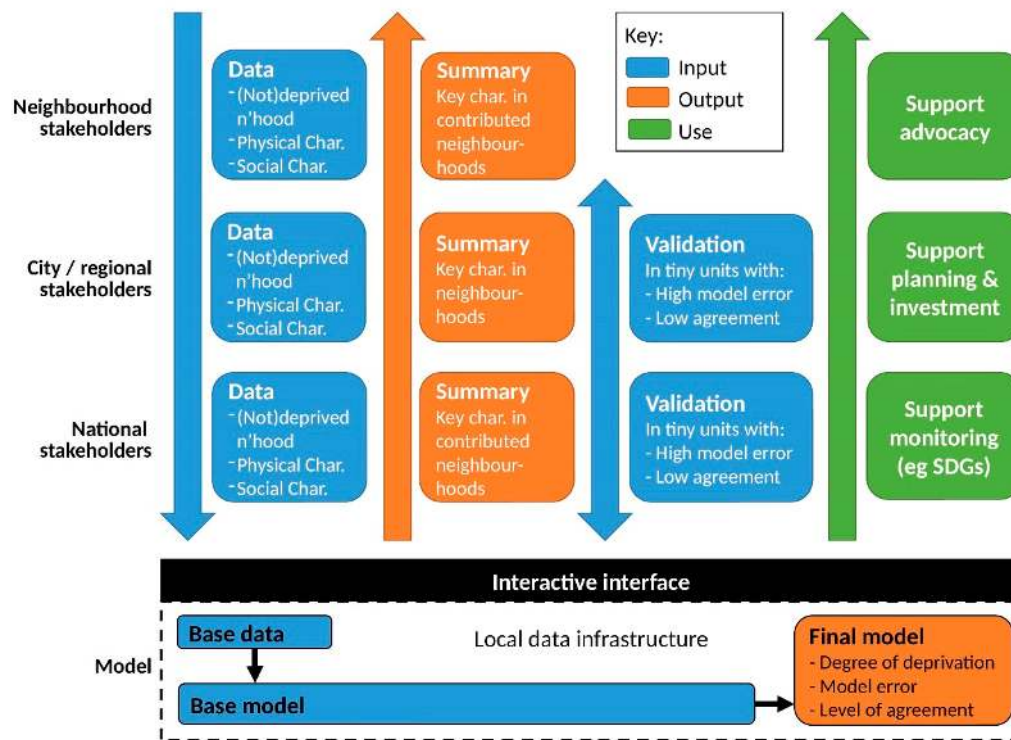 Key:
Input
Output
Use
Neighbourhood
stakeholders
Data
-(Not)deprived
n'hood
-Physical Char.
-Social Char.
Summary
Key char. in
contributed
neighbour-
hoods
Support
advocacy
City / regional
stakeholders
Data
-(Not)deprived
n'hood
-Physical Char.
-Social Char.
Summary
Key char. in
neighbour-
hoods
Validation
In tiny units with:
- High model error
- Low agreement
Support
planning &
investment
National
stakeholders
Data
-(Not)deprived
n'hood
-Physical Char.
-Social Char.
Summary
Key char. in
contributed
neighbour-
hoods
Validation
In tiny units with:
- High model error
- Low agreement
Support
monitoring
(eg SDGs)
Interactive interface
Model
Base data
Local data infrastructure
Base model
Final model
- Degree of deprivation
- Model error
- Level of agreement